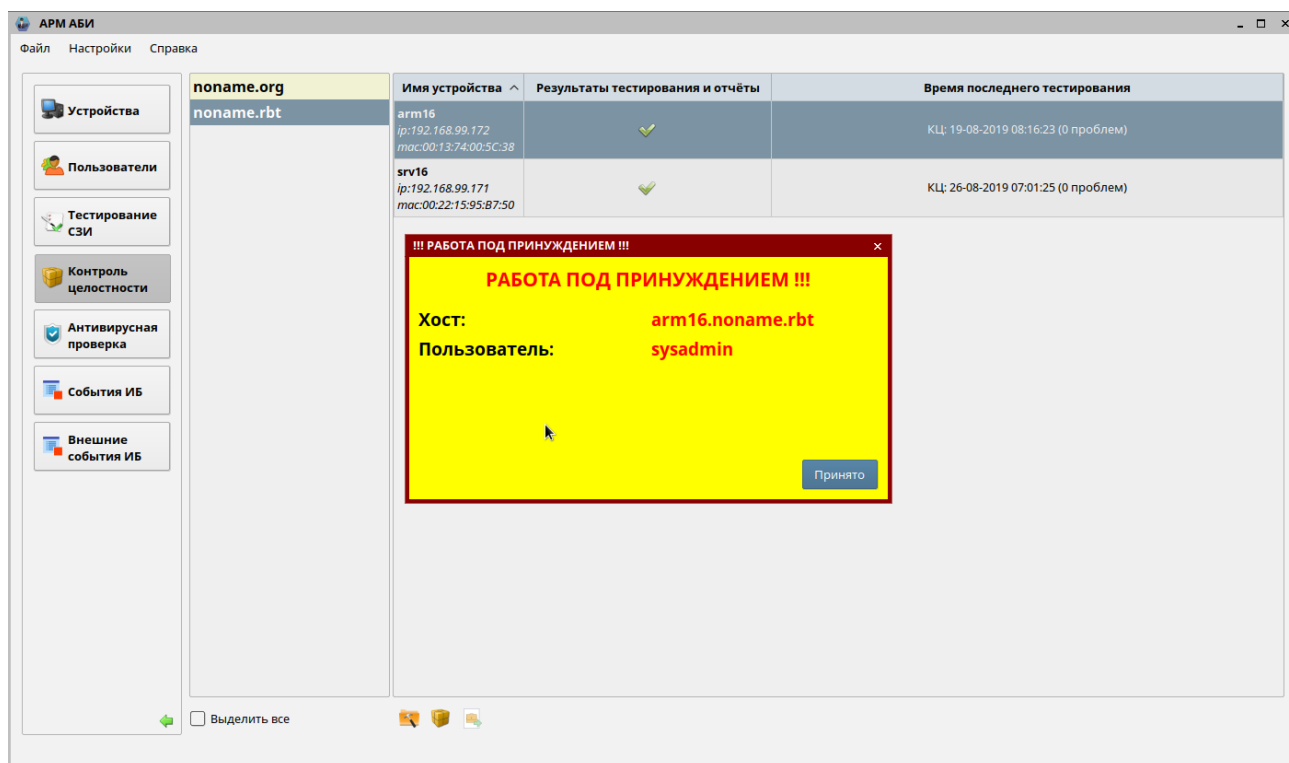 АРМ АБИ
Файл Настройки Справка
Устройства
Пользователи
Тестирование
СЗИ
Контроль
целостности
Антивирусная
проверка
События ИБ
Внешние
события ИБ
noname.org
noname.rbt
Имя устройства Результаты тестирования и отчёты Время последнего тестирования
arm16
ip:192.168.99.172
mac:00:13:74:00:5C:38
КЦ: 19-08-2019 08:16:23 (0 проблем)
srv16
ip:192.168.99.171
mac:00:22:15:95:B7:50
КЦ: 26-08-2019 07:01:25 (0 проблем)
!!! РАБОТА ПОД ПРИНУЖДЕНИЕМ !!!
РАБОТА ПОД ПРИНУЖДЕНИЕМ !!!
Хост: arm16.noname.rbt
Пользователь: sysadmin
Принято
Выделить все